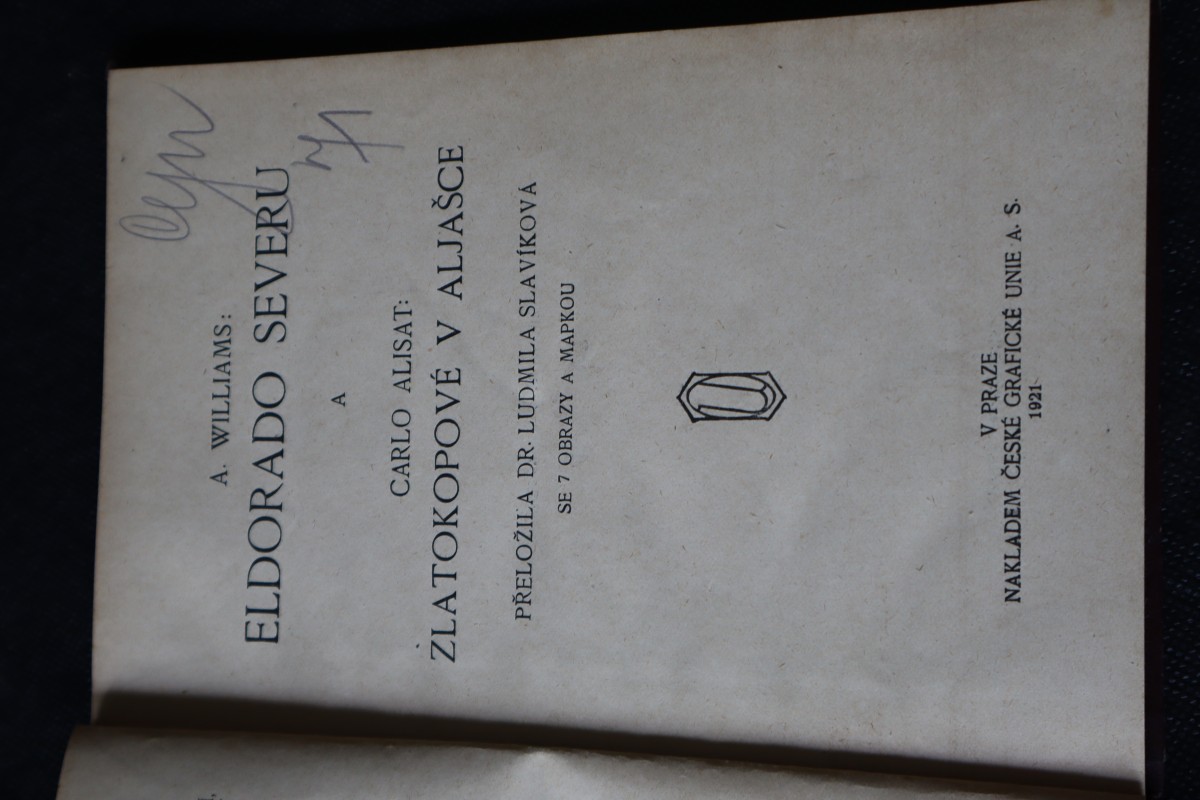 A. WILLIAMS:
ELDORADO SEVERU
A
CARLO ALISAT:
ZLATOKOPOVÉ V ALJAŠCE
PŘELOŽILA DR. LUDMILA SLAVÍKOVÁ
SE 7 OBRAZY A MAPKOU
V PRAZE
NAKLADEM ČESKÉ GRAFICKÉ UNIE A. S.
1921